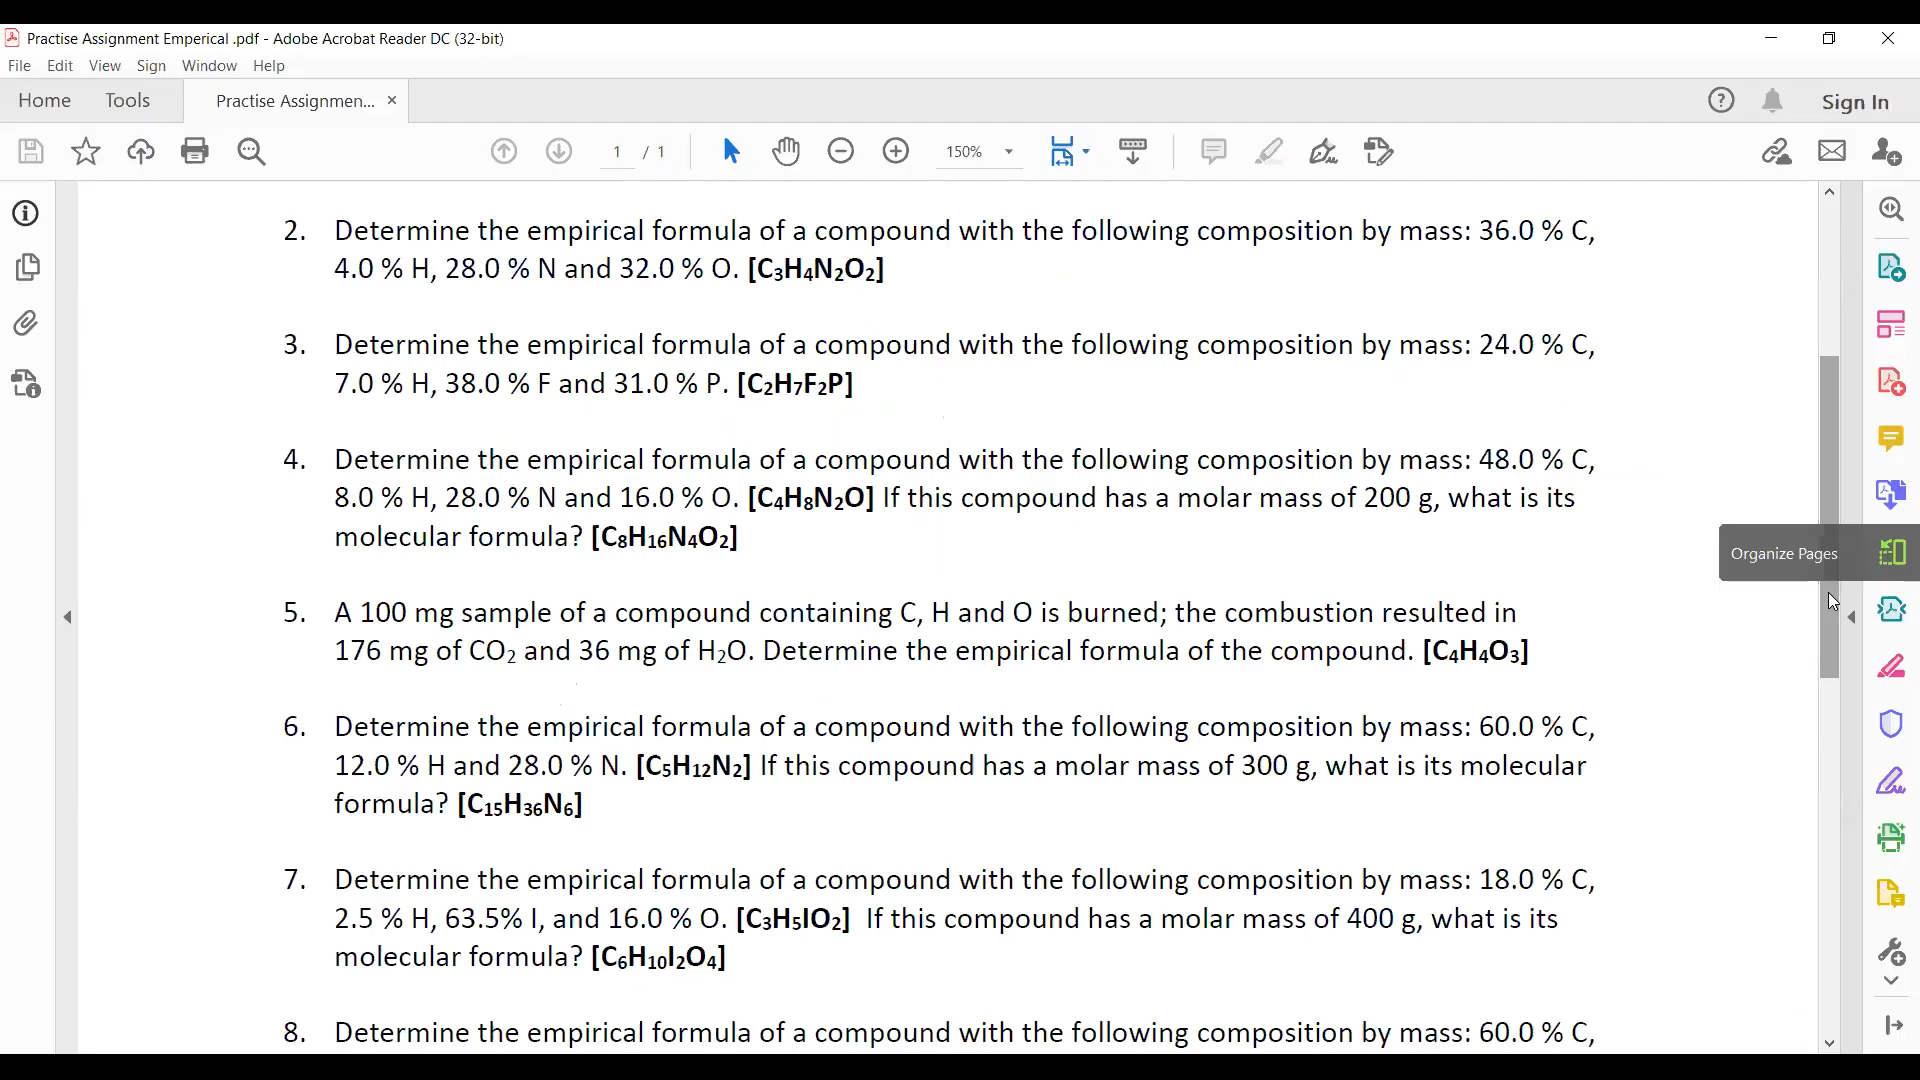 Practise Assignment Emperical .pdf - Adobe Acrobat Reader DC (32-bit)
File Edit View Sign Window Help
Home Tools Practise Assignmen... × Sign In
1 / 1 150%
2. Determine the empirical formula of a compound with the following composition by mass: 36.0 % C,
4.0 % H, 28.0 % N and 32.0 % O. [C₃H₄N₂O₂]
3. Determine the empirical formula of a compound with the following composition by mass: 24.0 % C,
7.0 % H, 38.0 % F and 31.0 % P. [C₂H₇F₂P]
4. Determine the empirical formula of a compound with the following composition by mass: 48.0 % C,
8.0 % H, 28.0 % N and 16.0 % O. [C₄H₈N₂O] If this compound has a molar mass of 200 g, what is its
molecular formula? [C₈H₁₆N₄O₂]
Organize Pages
5. A 100 mg sample of a compound containing C, H and O is burned; the combustion resulted in
176 mg of CO₂ and 36 mg of H₂O. Determine the empirical formula of the compound. [C₄H₄O₃]
6. Determine the empirical formula of a compound with the following composition by mass: 60.0 % C,
12.0 % H and 28.0 % N. [C₅H₁₂N₂] If this compound has a molar mass of 300 g, what is its molecular
formula? [C₁₅H₃₆N₆]
7. Determine the empirical formula of a compound with the following composition by mass: 18.0 % C,
2.5 % H, 63.5% I, and 16.0 % O. [C₃H₅IO₂] If this compound has a molar mass of 400 g, what is its
molecular formula? [C₆H₁₀I₂O₄]
8. Determine the empirical formula of a compound with the following composition by mass: 60.0 % C,